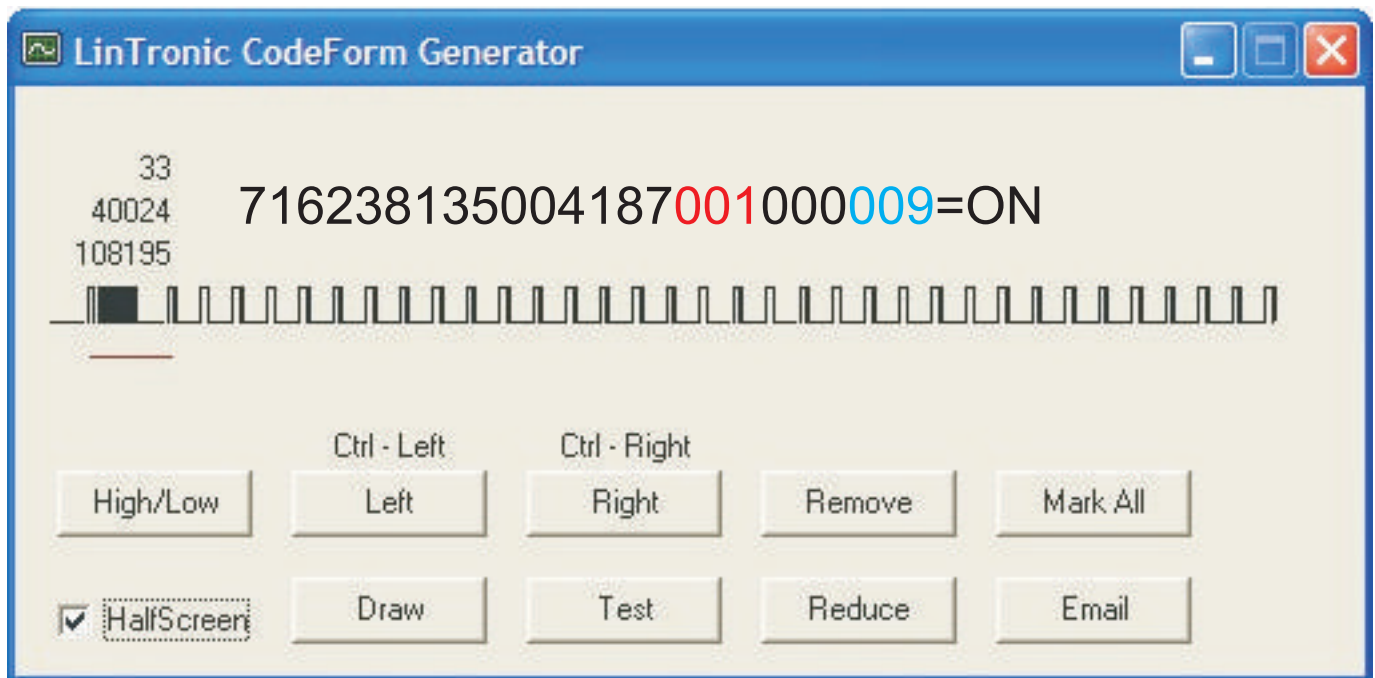 LinTronic CodeForm Generator
33
40024
108195
716238135004187001000009=ON
Ctrl - Left
Ctrl - Right
High/Low
Left
Right
Remove
Mark All
HalfScreen
Draw
Test
Reduce
Email